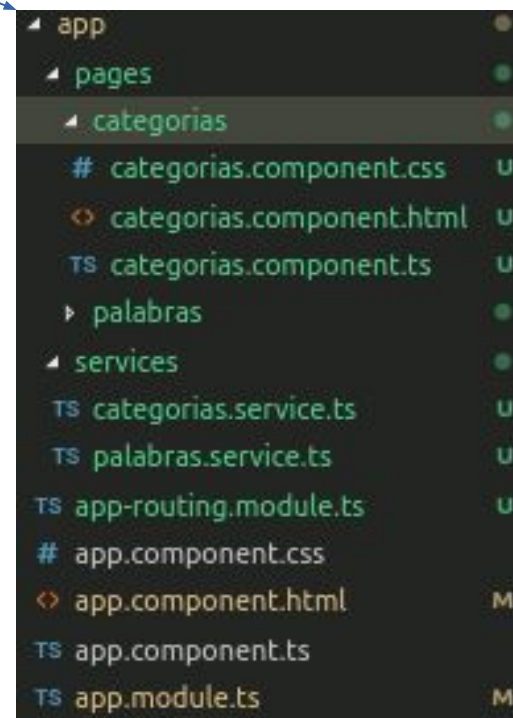 app
pages
categorias
# categorias.component.css U
<> categorias.component.html U
TS categorias.component.ts U
palabras
services
TS categorias.service.ts U
TS palabras.service.ts U
TS app-routing.module.ts U
# app.component.css
<> app.component.html M
TS app.component.ts
TS app.module.ts M